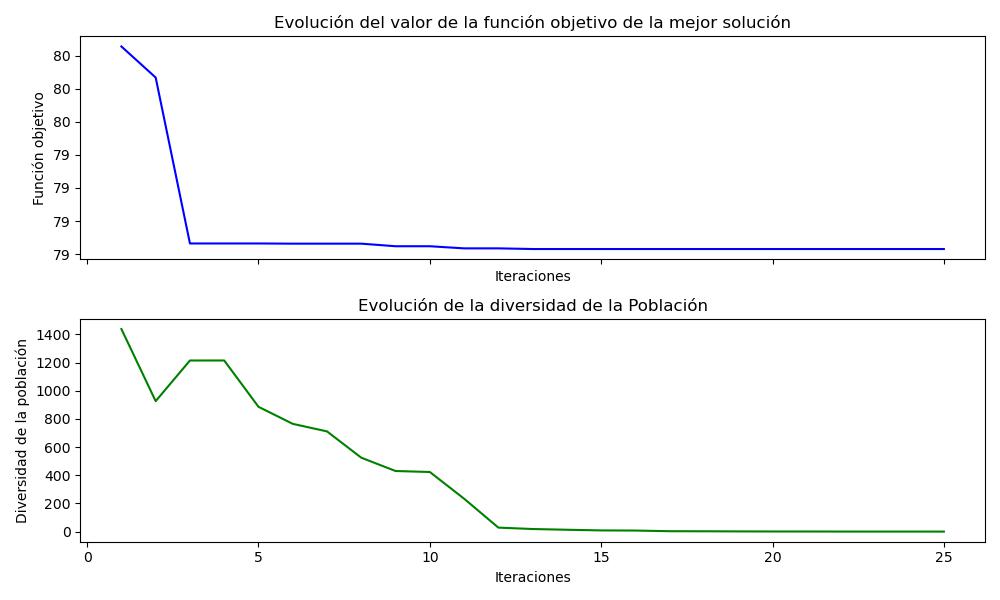 Evolución del valor de la función objetivo de la mejor solución
80
80
80
79
79
79
79
Función objetivo
Iteraciones
Evolución de la diversidad de la Población
1400
1200
1000
800
600
400
200
0
Diversidad de la población
0 5 10 15 20 25
Iteraciones